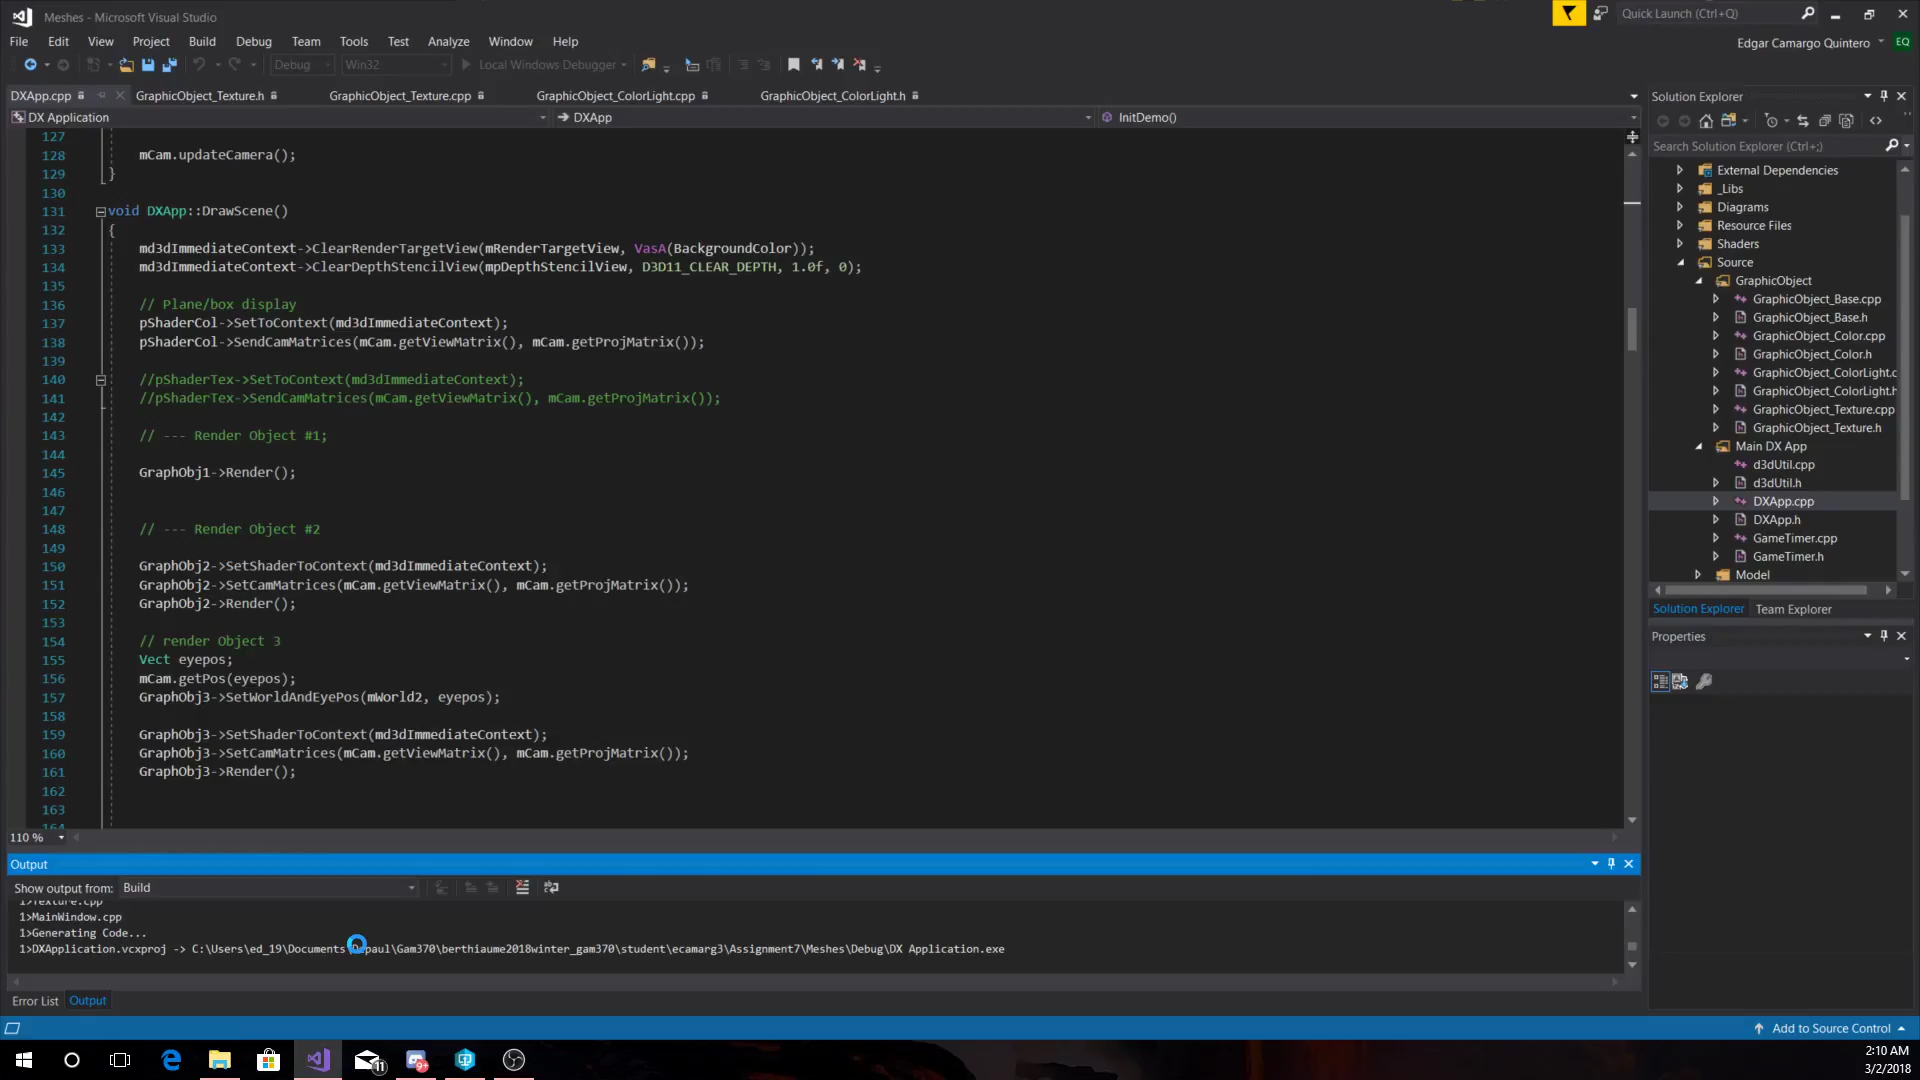 Meshes - Microsoft Visual Studio
Quick Launch (Ctrl+Q)
File Edit View Project Build Debug Team Tools Test Analyze Window Help
Edgar Camargo Quintero EQ
Debug Win32 Local Windows Debugger
DXApp.cpp GraphicObject_Texture.h GraphicObject_Texture.cpp GraphicObject_ColorLight.cpp GraphicObject_ColorLight.h
DX Application DXApp InitDemo()
127
128 mCam.updateCamera();
129 }
130
131 void DXApp::DrawScene()
132 {
133 md3dImmediateContext->ClearRenderTargetView(mRenderTargetView, VasA(BackgroundColor));
134 md3dImmediateContext->ClearDepthStencilView(mpDepthStencilView, D3D11_CLEAR_DEPTH, 1.0f, 0);
135
136 // Plane/box display
137 pShaderCol->SetToContext(md3dImmediateContext);
138 pShaderCol->SendCamMatrices(mCam.getViewMatrix(), mCam.getProjMatrix());
139
140 //pShaderTex->SetToContext(md3dImmediateContext);
141 //pShaderTex->SendCamMatrices(mCam.getViewMatrix(), mCam.getProjMatrix());
142
143 // --- Render Object #1;
144
145 GraphObj1->Render();
146
147
148 // --- Render Object #2
149
150 GraphObj2->SetShaderToContext(md3dImmediateContext);
151 GraphObj2->SetCamMatrices(mCam.getViewMatrix(), mCam.getProjMatrix());
152 GraphObj2->Render();
153
154 // render Object 3
155 Vect eyepos;
156 mCam.getPos(eyepos);
157 GraphObj3->SetWorldAndEyePos(mWorld2, eyepos);
158
159 GraphObj3->SetShaderToContext(md3dImmediateContext);
160 GraphObj3->SetCamMatrices(mCam.getViewMatrix(), mCam.getProjMatrix());
161 GraphObj3->Render();
162
163
164
110 %
Output
Show output from: Build
1>Texture.cpp
1>MainWindow.cpp
1>Generating Code...
1>DXApplication.vcxproj -> C:\Users\ed_19\Documents\Depaul\Gam370\berthiaume2018winter_gam370\student\ecamarg3\Assignment7\Meshes\Debug\DX Application.exe
Error List Output
Solution Explorer
Search Solution Explorer (Ctrl+;)
External Dependencies
_Libs
Diagrams
Resource Files
Shaders
Source
GraphicObject
GraphicObject_Base.cpp
GraphicObject_Base.h
GraphicObject_Color.cpp
GraphicObject_Color.h
GraphicObject_ColorLight.c
GraphicObject_ColorLight.h
GraphicObject_Texture.cpp
GraphicObject_Texture.h
Main DX App
d3dUtil.cpp
d3dUtil.h
DXApp.cpp
DXApp.h
GameTimer.cpp
GameTimer.h
Model
Solution Explorer Team Explorer
Properties
Add to Source Control
11
9+
2:10 AM
3/2/2018